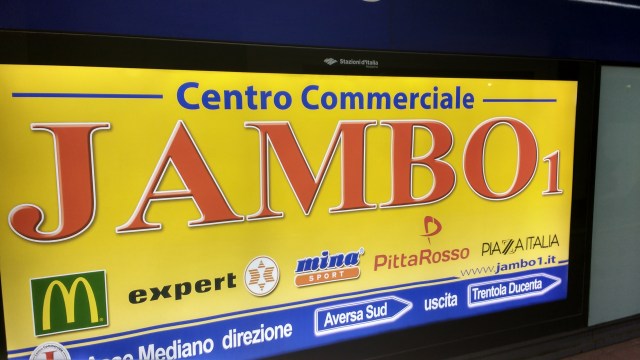 Stazioni d'Italia
Centro Commerciale
JAMBO1
M expert mina SPORT PittaRosso PIAZZA ITALIA
www.jambo1.it
Asse Mediano direzione Aversa Sud uscita Trentola Ducenta